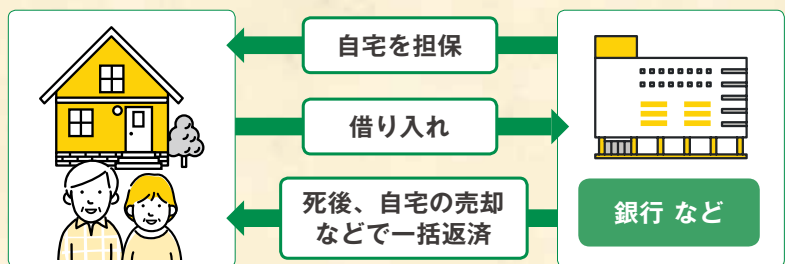 自宅を担保
借り入れ
死後、自宅の売却
などで一括返済
銀行 など